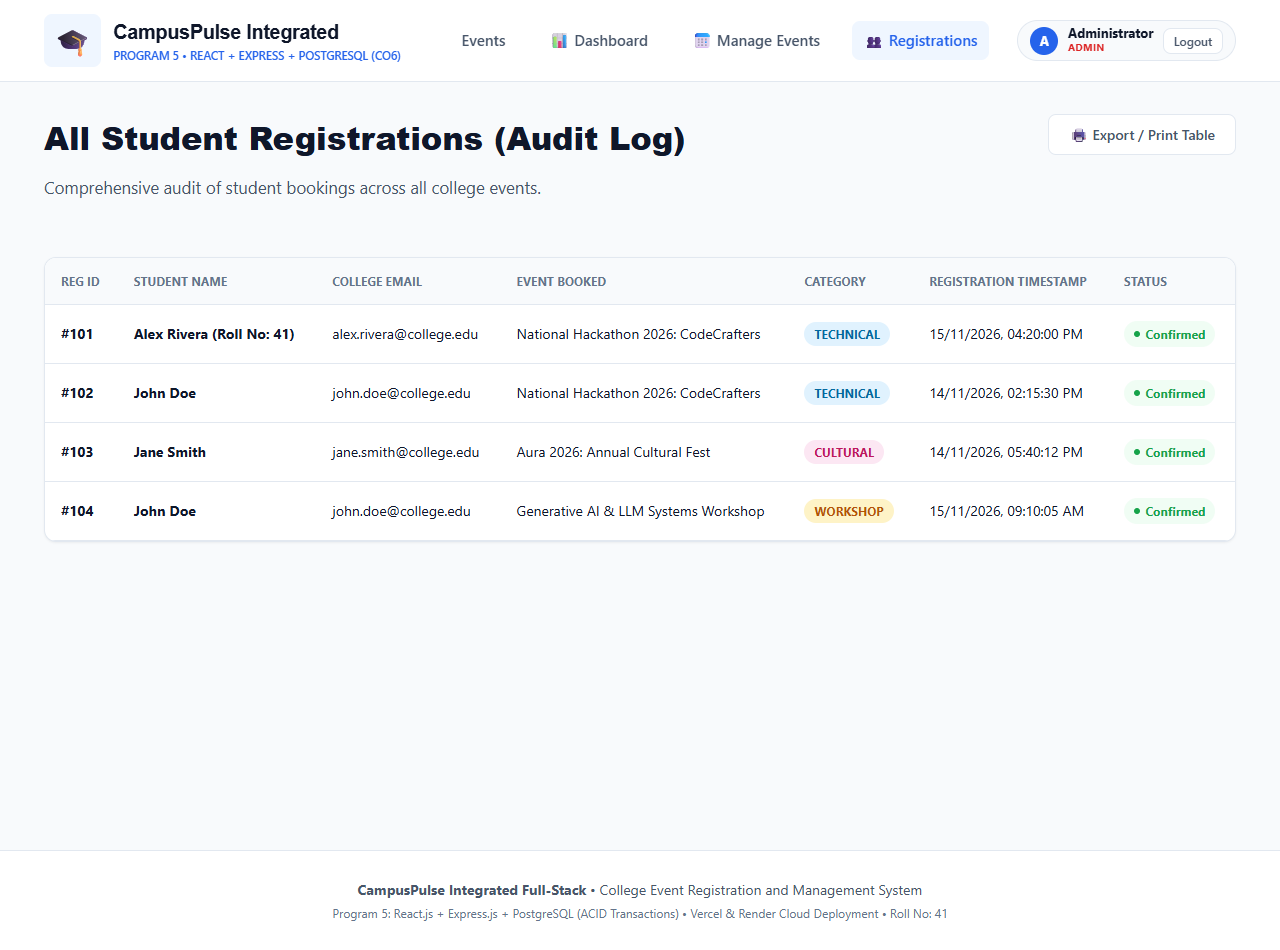 CampusPulse Integrated
PROGRAM 5 • REACT + EXPRESS + POSTGRESQL (CO6)
Events
Dashboard
Manage Events
Registrations
A
Administrator
ADMIN
Logout
All Student Registrations (Audit Log)
Export / Print Table
Comprehensive audit of student bookings across all college events.
REG ID STUDENT NAME COLLEGE EMAIL EVENT BOOKED CATEGORY REGISTRATION TIMESTAMP STATUS
#101 Alex Rivera (Roll No: 41) alex.rivera@college.edu National Hackathon 2026: CodeCrafters TECHNICAL 15/11/2026, 04:20:00 PM • Confirmed
#102 John Doe john.doe@college.edu National Hackathon 2026: CodeCrafters TECHNICAL 14/11/2026, 02:15:30 PM • Confirmed
#103 Jane Smith jane.smith@college.edu Aura 2026: Annual Cultural Fest CULTURAL 14/11/2026, 05:40:12 PM • Confirmed
#104 John Doe john.doe@college.edu Generative AI & LLM Systems Workshop WORKSHOP 15/11/2026, 09:10:05 AM • Confirmed
CampusPulse Integrated Full-Stack • College Event Registration and Management System
Program 5: React.js + Express.js + PostgreSQL (ACID Transactions) • Vercel & Render Cloud Deployment • Roll No: 41